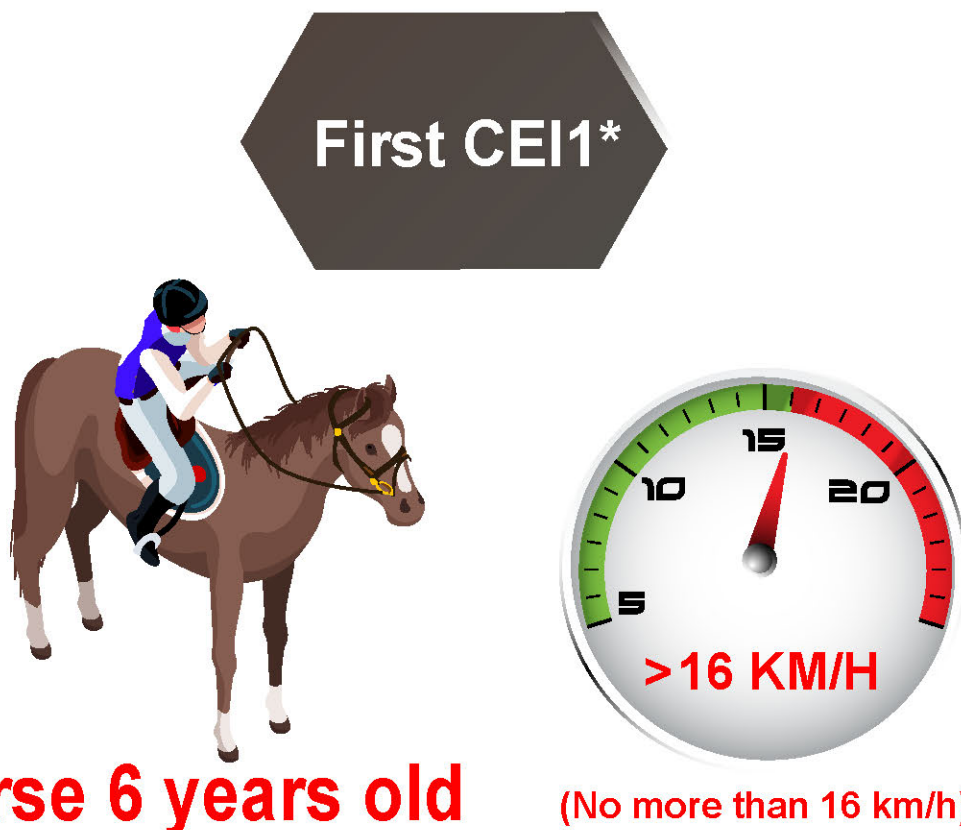 First CEI1*
15
10
20
5
>16 KM/H
rse 6 years old
(No more than 16 km/h)